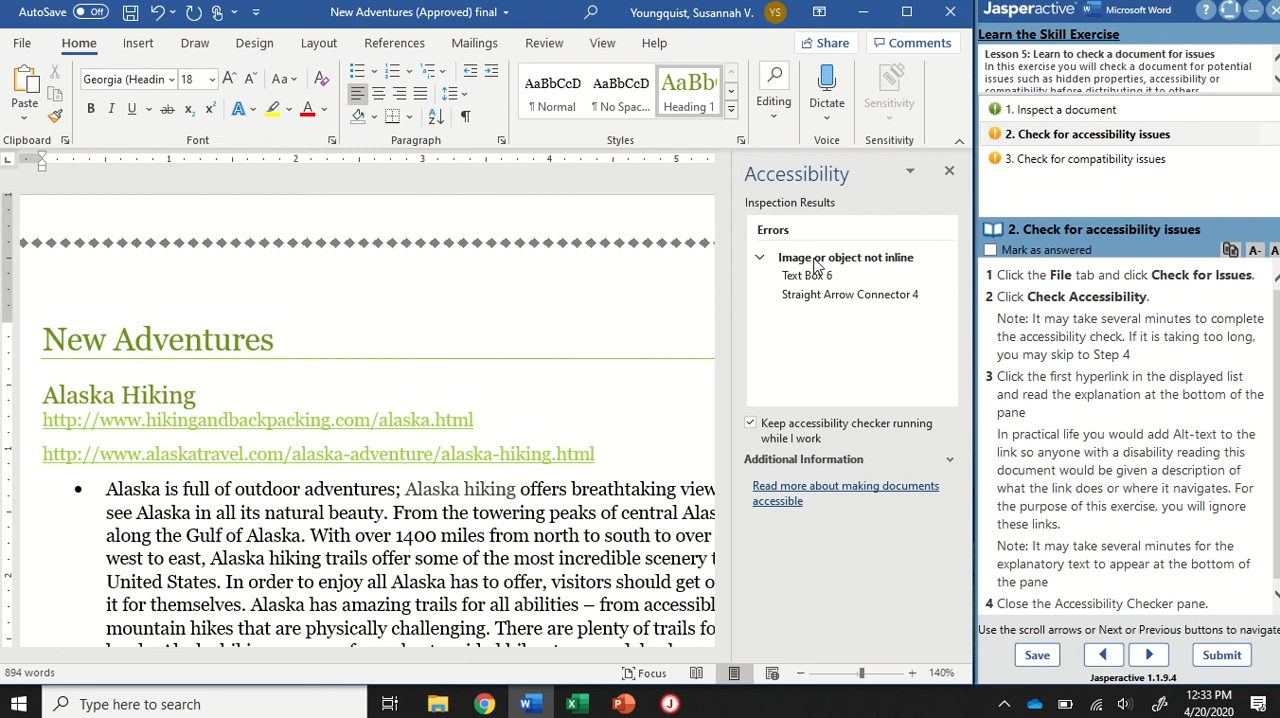 AutoSave Off New Adventures (Approved) final Youngquist, Susannah V. YS
File Home Insert Draw Design Layout References Mailings Review View Help Share Comments
Paste Georgia (Headin 18 Aa
AaBbCcD AaBbCcD AaBb(
¶ Normal ¶ No Spac... Heading 1
Editing Dictate Sensitivity
Clipboard Font Paragraph Styles Voice Sensitivity
1 2 3 4 5
New Adventures
Alaska Hiking
http://www.hikingandbackpacking.com/alaska.html
http://www.alaskatravel.com/alaska-adventure/alaska-hiking.html
• Alaska is full of outdoor adventures; Alaska hiking offers breathtaking view
see Alaska in all its natural beauty. From the towering peaks of central Alas
along the Gulf of Alaska. With over 1400 miles from north to south to over
west to east, Alaska hiking trails offer some of the most incredible scenery t
United States. In order to enjoy all Alaska has to offer, visitors should get o
it for themselves. Alaska has amazing trails for all abilities – from accessibl
mountain hikes that are physically challenging. There are plenty of trails fo
Accessibility
Inspection Results
Errors
Image or object not inline
Text Box 6
Straight Arrow Connector 4
Keep accessibility checker running
while I work
Additional Information
Read more about making documents
accessible
894 words Focus 140%
Jasperactive Microsoft Word
Learn the Skill Exercise
Lesson 5: Learn to check a document for issues
In this exercise you will check a document for potential
issues such as hidden properties, accessibility or
compatibility before distributing it to others.
1. Inspect a document
2. Check for accessibility issues
3. Check for compatibility issues
2. Check for accessibility issues
Mark as answered A- A
1 Click the File tab and click Check for Issues.
2 Click Check Accessibility.
Note: It may take several minutes to complete
the accessibility check. If it is taking too long,
you may skip to Step 4
3 Click the first hyperlink in the displayed list
and read the explanation at the bottom of the
pane
In practical life you would add Alt-text to the
link so anyone with a disability reading this
document would be given a description of
what the link does or where it navigates. For
the purpose of this exercise, you will ignore
these links.
Note: It may take several minutes for the
explanatory text to appear at the bottom of
the pane
4 Close the Accessibility Checker pane.
Use the scroll arrows or Next or Previous buttons to navigate
Save Submit
Jasperactive 1.1.9.4
Type here to search
12:33 PM
4/20/2020